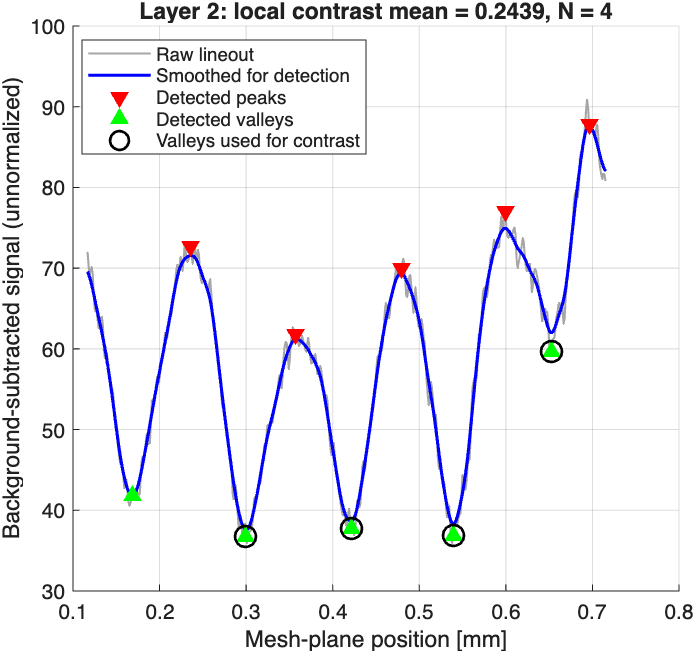 Layer 2: local contrast mean = 0.2439, N = 4
Raw lineout
Smoothed for detection
Detected peaks
Detected valleys
Valleys used for contrast
Background-subtracted signal (unnormalized)
100
90
80
70
60
50
40
30
0.1
0.2
0.3
0.4
0.5
0.6
0.7
0.8
Mesh-plane position [mm]